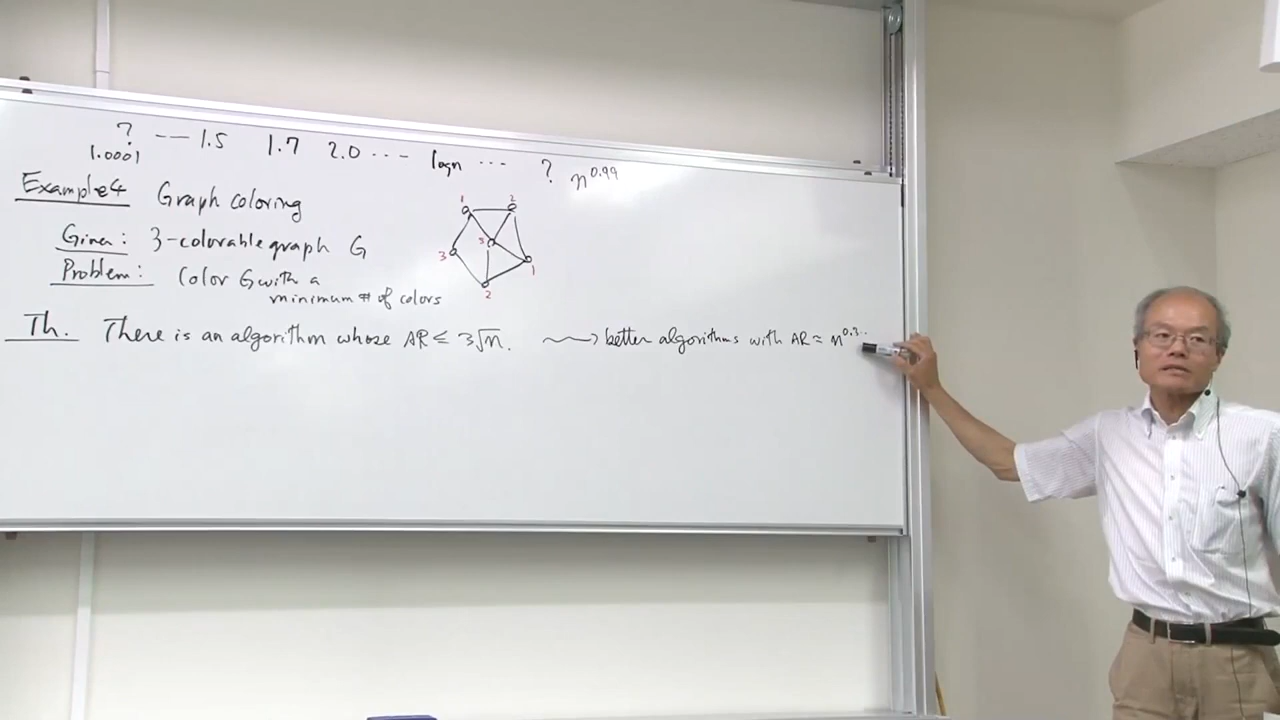 ? --- 1.5 1.7 2.0 ... logn ... ? n^0.99
1.0001
Example 4 Graph coloring
Given: 3-colorable graph G
Problem: Color G with a
minimum # of colors
1 2
3 3 1
2
Th. There is an algorithm whose AR ≤ 3√n. ⟿ better algorithms with AR ≈ n^0.3..